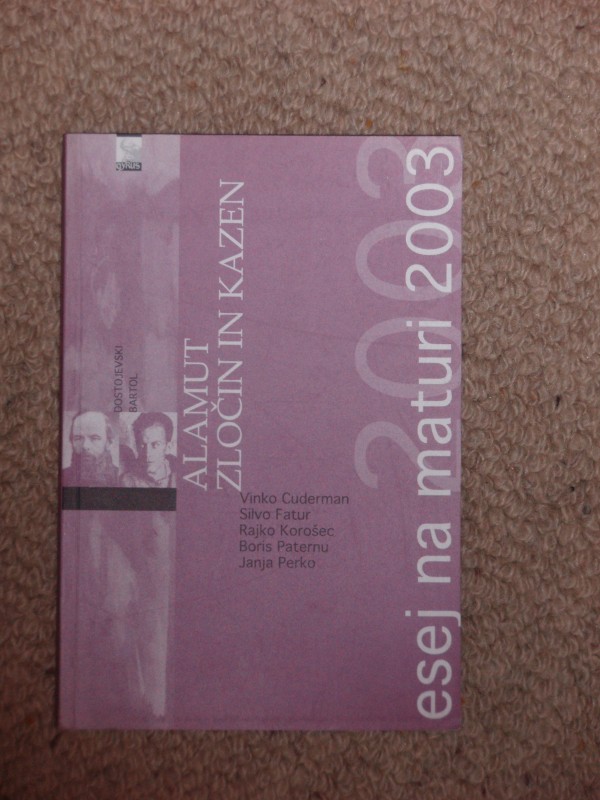 DOSTOJEVSKI
BARTOL
ALAMUT
ZLOČIN IN KAZEN
Vinko Cuderman
Silvo Fatur
Rajko Korošec
Boris Paternu
Janja Perko
2003
esej na maturi 2003